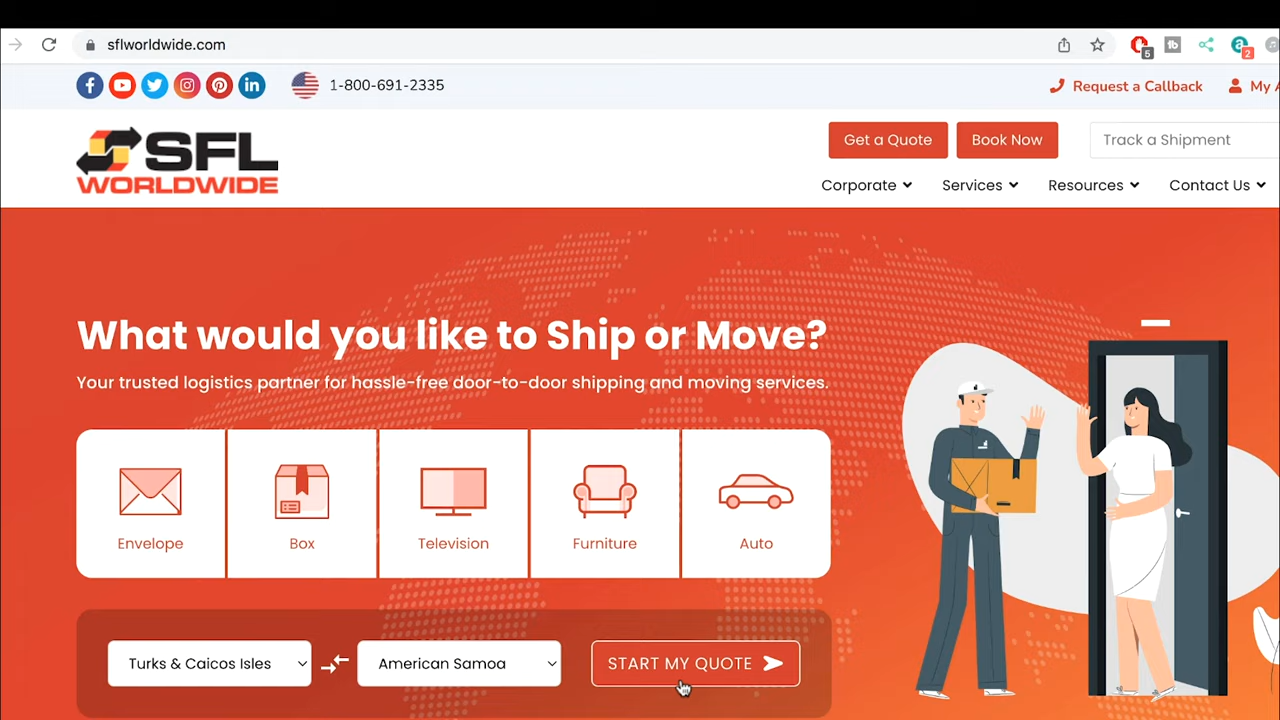 sflworldwide.com
5
tb
a
2
1-800-691-2335
Request a Callback
My A
SFL
WORLDWIDE
Get a Quote
Book Now
Track a Shipment
Corporate
Services
Resources
Contact Us
What would you like to Ship or Move?
Your trusted logistics partner for hassle-free door-to-door shipping and moving services.
Envelope
Box
Television
Furniture
Auto
Turks & Caicos Isles
American Samoa
START MY QUOTE